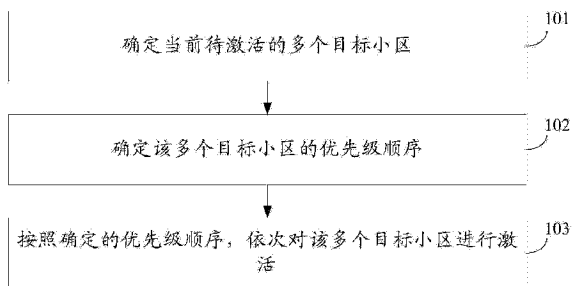 101
确定当前待激活的多个目标小区
102
确定该多个目标小区的优先级顺序
103
按照确定的优先级顺序，依次对该多个目标小区进行激
活